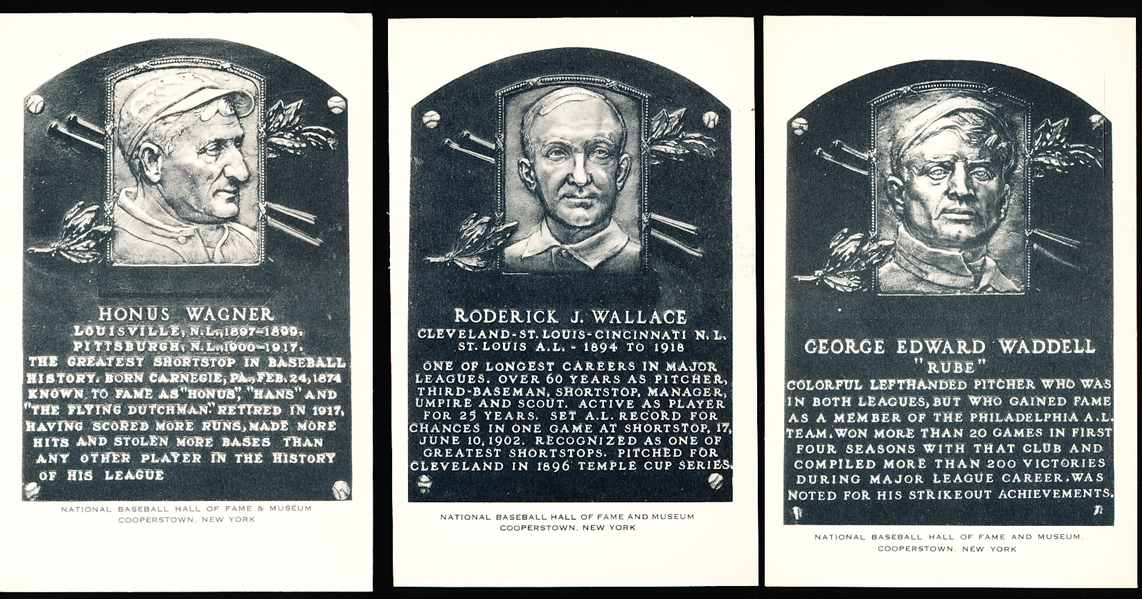 HONUS WAGNER
LOUISVILLE, N.L., 1897-1899.
PITTSBURGH, N.L., 1900-1917.
THE GREATEST SHORTSTOP IN BASEBALL
HISTORY. BORN CARNEGIE, PA., FEB. 24, 1874
KNOWN TO FAME AS "HONUS", "HANS" AND
"THE FLYING DUTCHMAN." RETIRED IN 1917,
HAVING SCORED MORE RUNS, MADE MORE
HITS AND STOLEN MORE BASES THAN
ANY OTHER PLAYER IN THE HISTORY
OF HIS LEAGUE
NATIONAL BASEBALL HALL OF FAME & MUSEUM
COOPERSTOWN, NEW YORK
RODERICK J. WALLACE
CLEVELAND-ST. LOUIS-CINCINNATI N.L.
ST. LOUIS A.L. - 1894 TO 1918
ONE OF LONGEST CAREERS IN MAJOR
LEAGUES. OVER 60 YEARS AS PITCHER,
THIRD-BASEMAN, SHORTSTOP, MANAGER,
UMPIRE AND SCOUT. ACTIVE AS PLAYER
FOR 25 YEARS. SET A.L. RECORD FOR
CHANCES IN ONE GAME AT SHORTSTOP, 17,
JUNE 10, 1902. RECOGNIZED AS ONE OF
GREATEST SHORTSTOPS. PITCHED FOR
CLEVELAND IN 1896 TEMPLE CUP SERIES.
NATIONAL BASEBALL HALL OF FAME AND MUSEUM
COOPERSTOWN, NEW YORK
GEORGE EDWARD WADDELL
"RUBE"
COLORFUL LEFTHANDED PITCHER WHO WAS
IN BOTH LEAGUES, BUT WHO GAINED FAME
AS A MEMBER OF THE PHILADELPHIA A.L.
TEAM. WON MORE THAN 20 GAMES IN FIRST
FOUR SEASONS WITH THAT CLUB AND
COMPILED MORE THAN 200 VICTORIES
DURING MAJOR LEAGUE CAREER. WAS
NOTED FOR HIS STRIKEOUT ACHIEVEMENTS.
NATIONAL BASEBALL HALL OF FAME AND MUSEUM.
COOPERSTOWN, NEW YORK